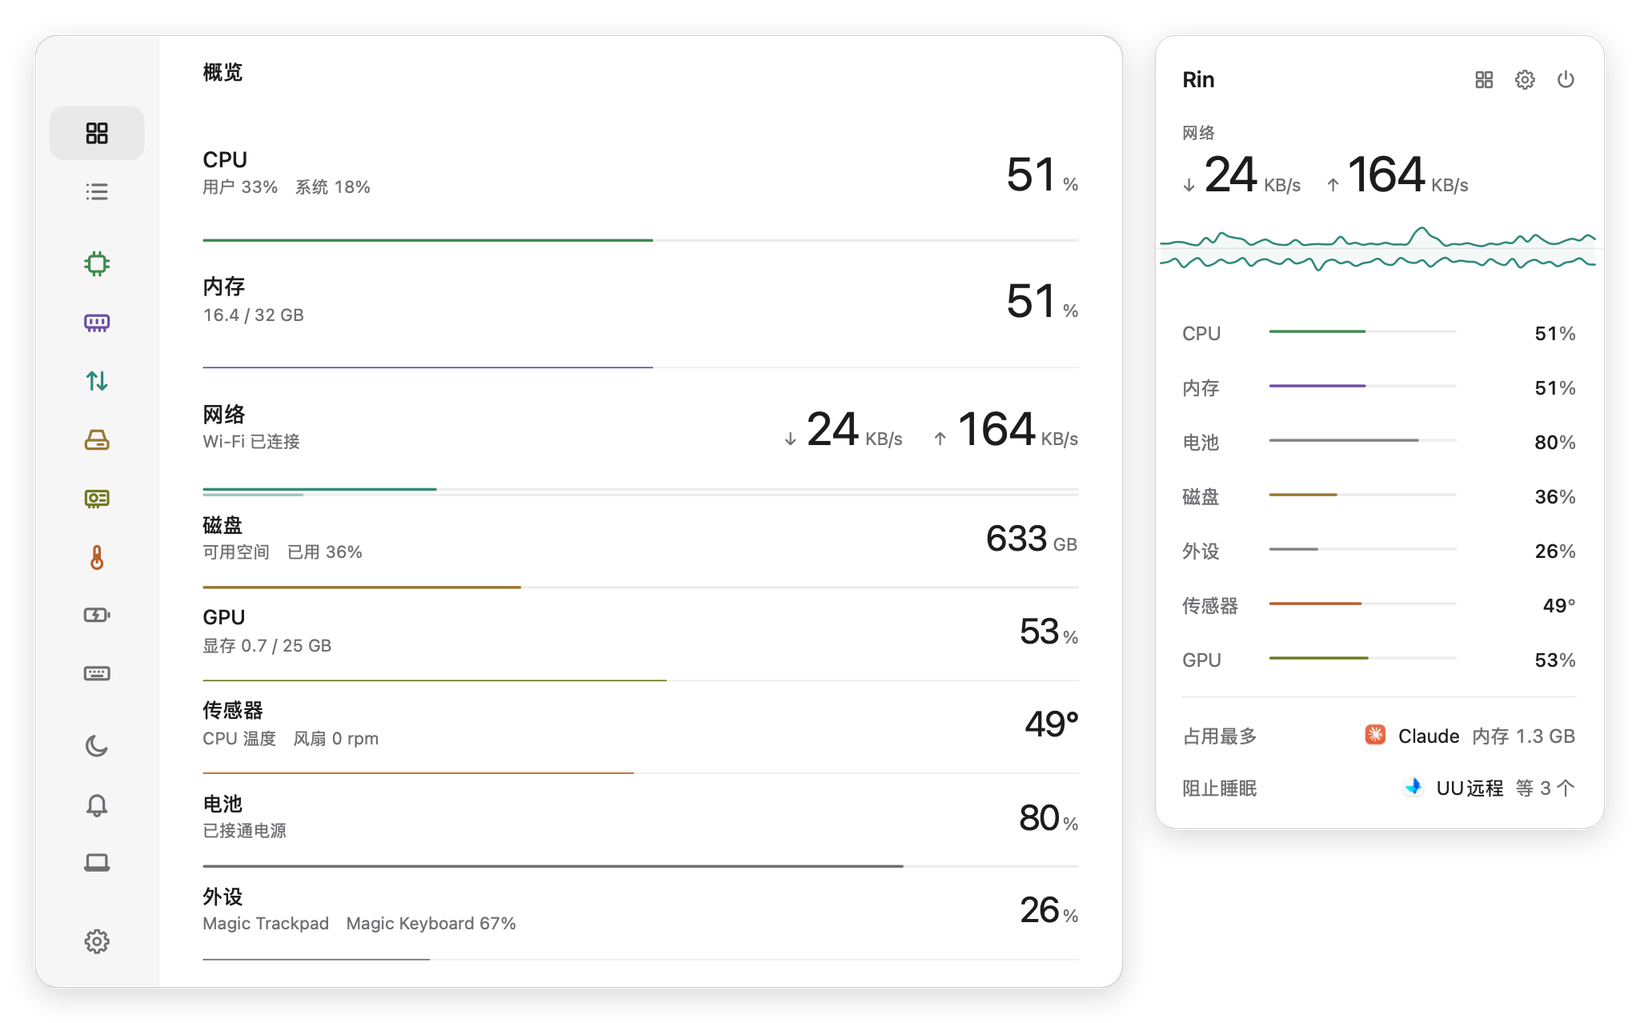 概览
CPU
用户 33% 系统 18%
51 %
内存
16.4 / 32 GB
51 %
网络
Wi-Fi 已连接
↓ 24 KB/s ↑ 164 KB/s
磁盘
可用空间 已用 36%
633 GB
GPU
显存 0.7 / 25 GB
53 %
传感器
CPU 温度 风扇 0 rpm
49°
电池
已接通电源
80 %
外设
Magic Trackpad Magic Keyboard 67%
26 %
Rin
网络
↓ 24 KB/s ↑ 164 KB/s
CPU 51%
内存 51%
电池 80%
磁盘 36%
外设 26%
传感器 49°
GPU 53%
占用最多 Claude 内存 1.3 GB
阻止睡眠 UU远程 等 3 个